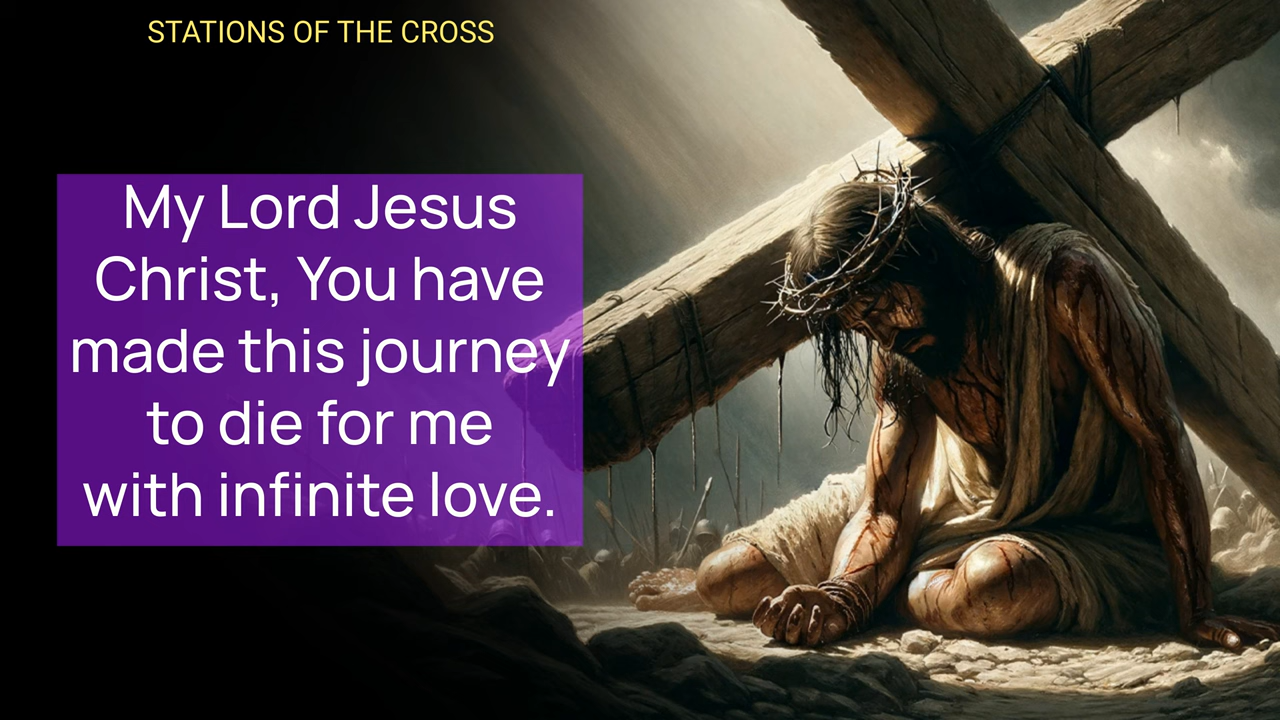 STATIONS OF THE CROSS
My Lord Jesus
Christ, You have
made this journey
to die for me
with infinite love.